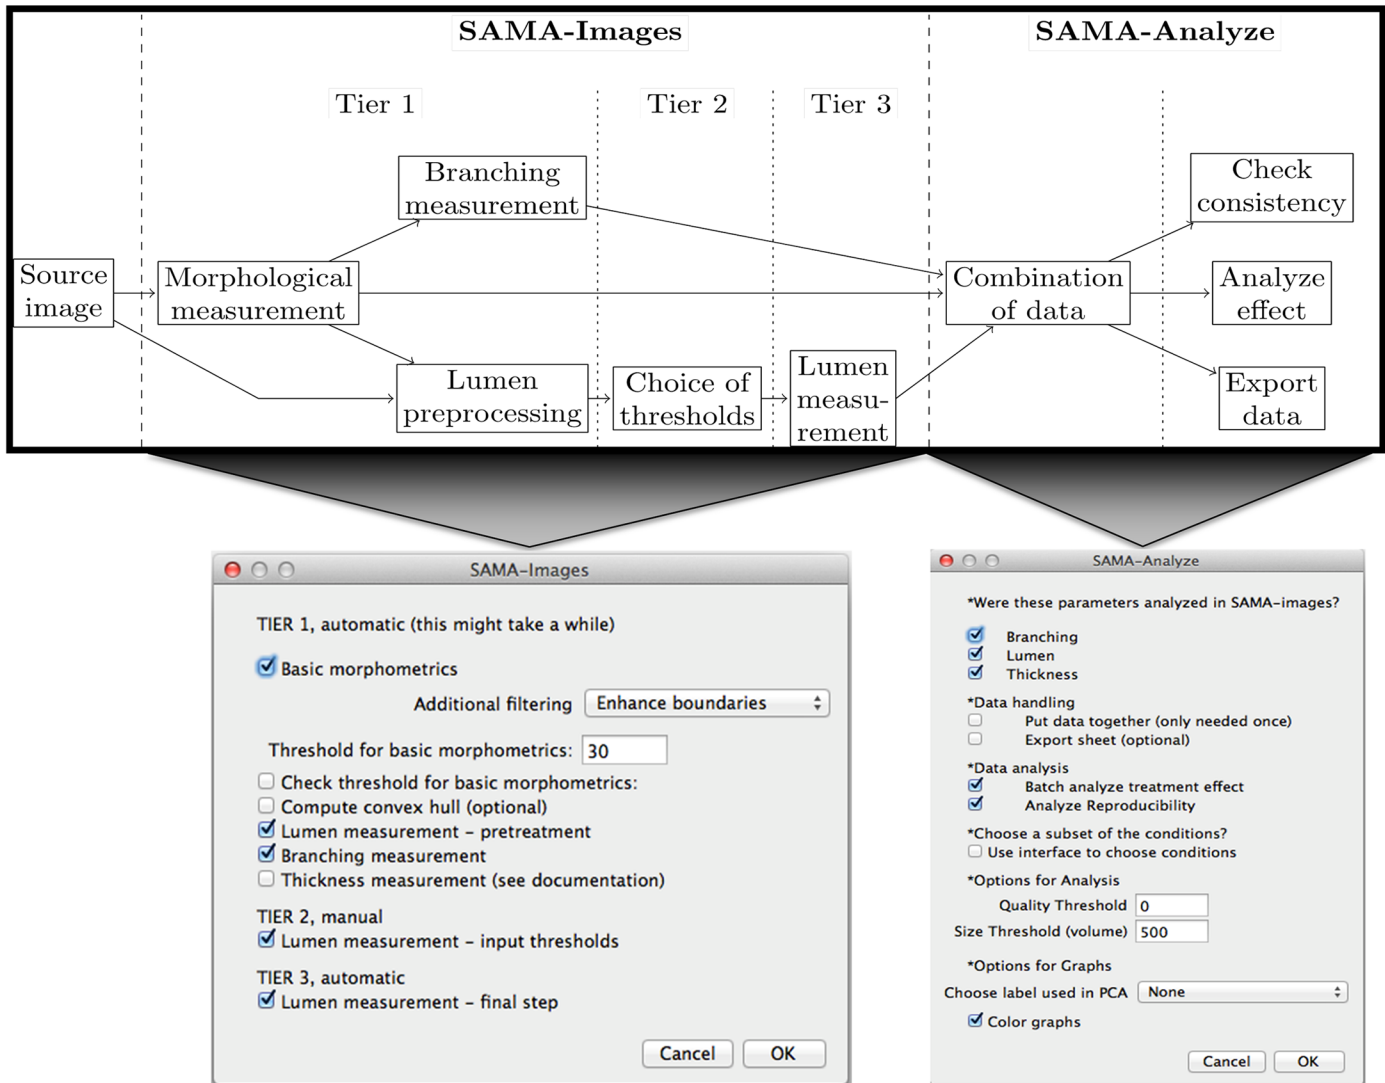 SAMA-Images
SAMA-Analyze
Tier 1
Tier 2
Tier 3
Branching
measurement
Check
consistency
Source
image
Morphological
measurement
Combination
of data
Analyze
effect
Lumen
preprocessing
Choice of
thresholds
Lumen
measu-
rement
Export
data
SAMA-Images
TIER 1, automatic (this might take a while)
Basic morphometrics
Additional filtering Enhance boundaries
Threshold for basic morphometrics: 30
Check threshold for basic morphometrics:
Compute convex hull (optional)
Lumen measurement - pretreatment
Branching measurement
Thickness measurement (see documentation)
TIER 2, manual
Lumen measurement - input thresholds
TIER 3, automatic
Lumen measurement - final step
Cancel OK
SAMA-Analyze
*Were these parameters analyzed in SAMA-images?
Branching
Lumen
Thickness
*Data handling
Put data together (only needed once)
Export sheet (optional)
*Data analysis
Batch analyze treatment effect
Analyze Reproducibility
*Choose a subset of the conditions?
Use interface to choose conditions
*Options for Analysis
Quality Threshold 0
Size Threshold (volume) 500
*Options for Graphs
Choose label used in PCA None
Color graphs
Cancel OK